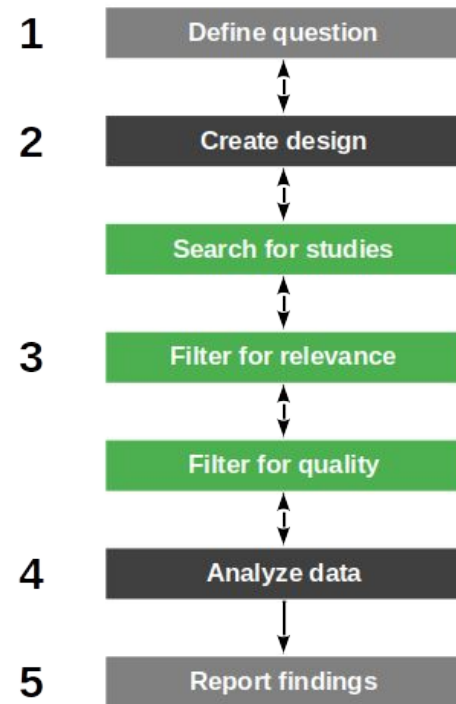 1 Define question
2 Create design
Search for studies
3 Filter for relevance
Filter for quality
4 Analyze data
5 Report findings